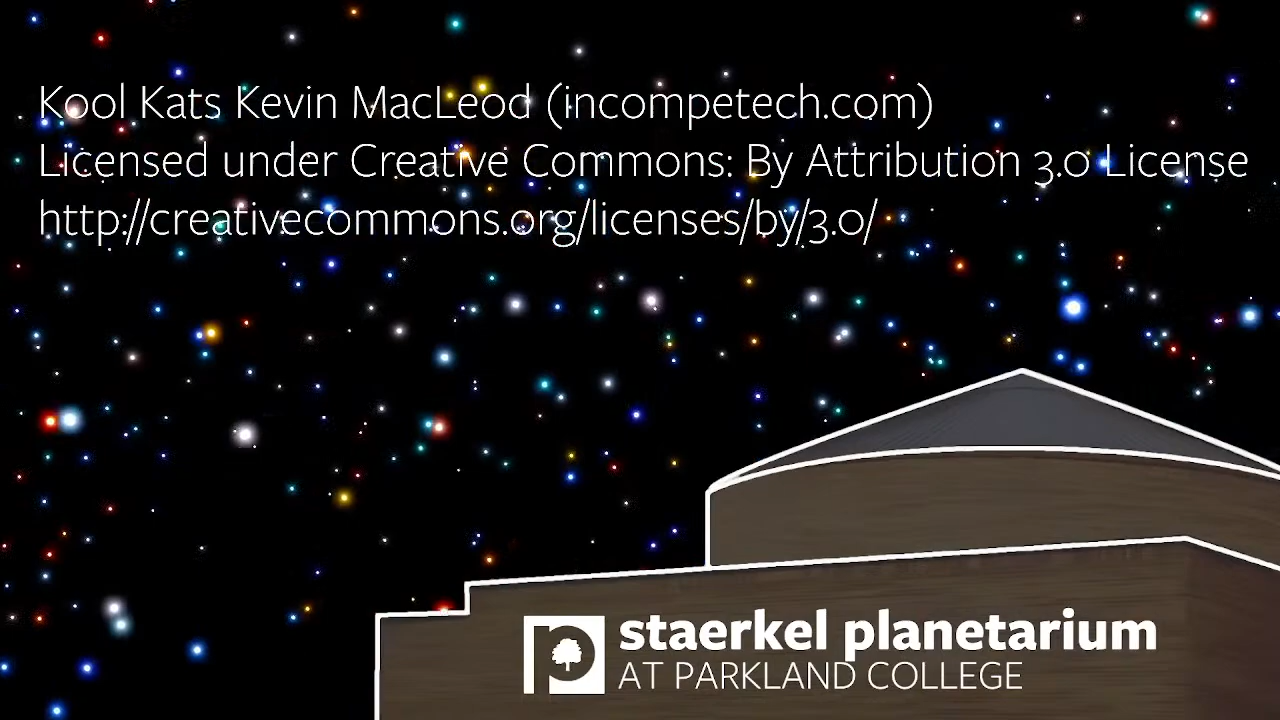 Kool Kats Kevin MacLeod (incompetech.com)
Licensed under Creative Commons: By Attribution 3.0 License
http://creativecommons.org/licenses/by/3.0/
staerkel planetarium
AT PARKLAND COLLEGE